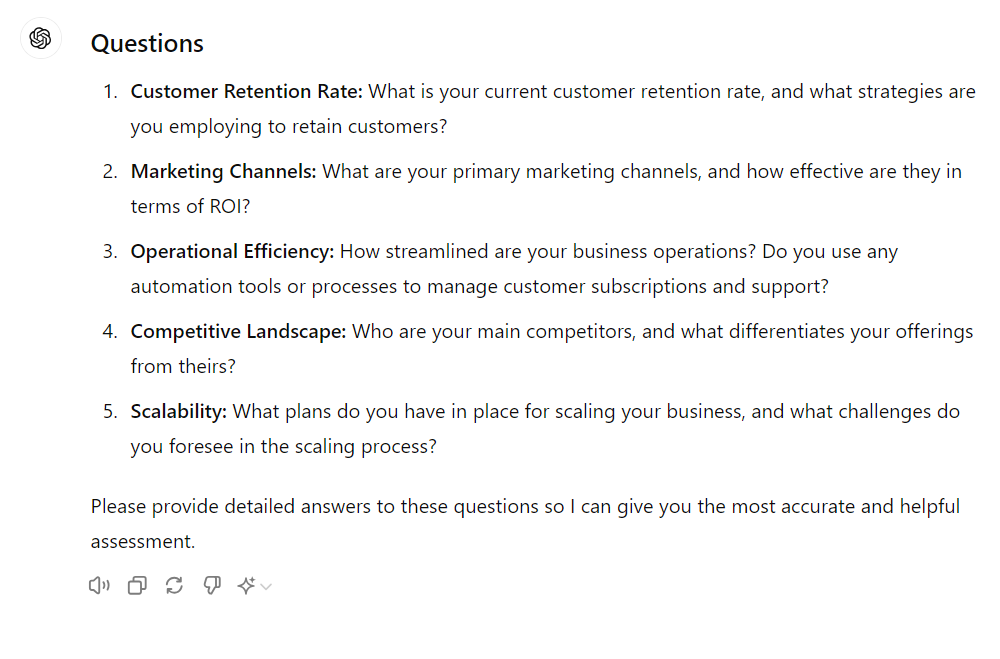 Questions
1. Customer Retention Rate: What is your current customer retention rate, and what strategies are
you employing to retain customers?
2. Marketing Channels: What are your primary marketing channels, and how effective are they in
terms of ROI?
3. Operational Efficiency: How streamlined are your business operations? Do you use any
automation tools or processes to manage customer subscriptions and support?
4. Competitive Landscape: Who are your main competitors, and what differentiates your offerings
from theirs?
5. Scalability: What plans do you have in place for scaling your business, and what challenges do
you foresee in the scaling process?
Please provide detailed answers to these questions so I can give you the most accurate and helpful
assessment.